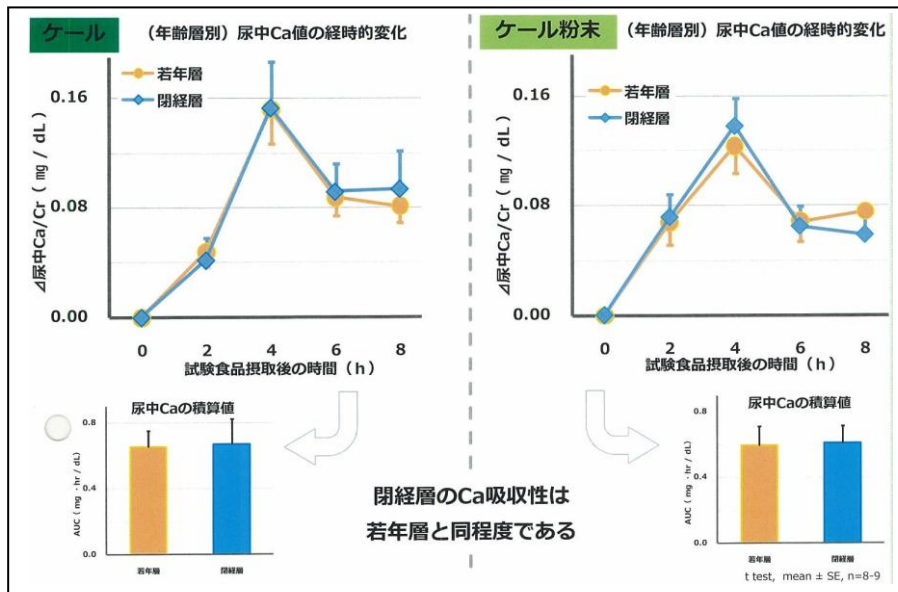 ケール
（年齢層別）尿中Ca値の経時的変化
若年層
閉経層
⊿尿中Ca/Cr（㎎/dL）
0.16
0.08
0.00
0
2
4
6
8
試験食品摂取後の時間（h）
尿中Caの積算値
AUC（mg・hr/dL）
0.8
0.4
0.0
若年層
閉経層
ケール粉末
（年齢層別）尿中Ca値の経時的変化
若年層
閉経層
⊿尿中Ca/Cr（㎎/dL）
0.16
0.08
0.00
0
2
4
6
8
試験食品摂取後の時間（h）
尿中Caの積算値
AUC（mg・hr/dL）
0.8
0.4
0.0
若年層
閉経層
閉経層のCa吸収性は
若年層と同程度である
t test, mean ± SE, n=8-9